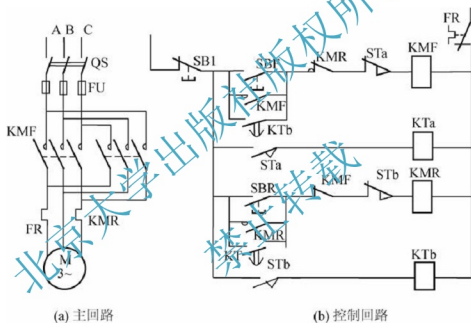 A B C
QS
FU
KMF
FR
KMR
M
3~
(a) 主回路
SB1
SBF
KMR
STa
KMF
FR
KMF
KTb
STa
KTa
SBR
KMF
STb
KMR
KMR
STb
KTb
(b) 控制回路
北京大学出版社版权所有
禁止转载